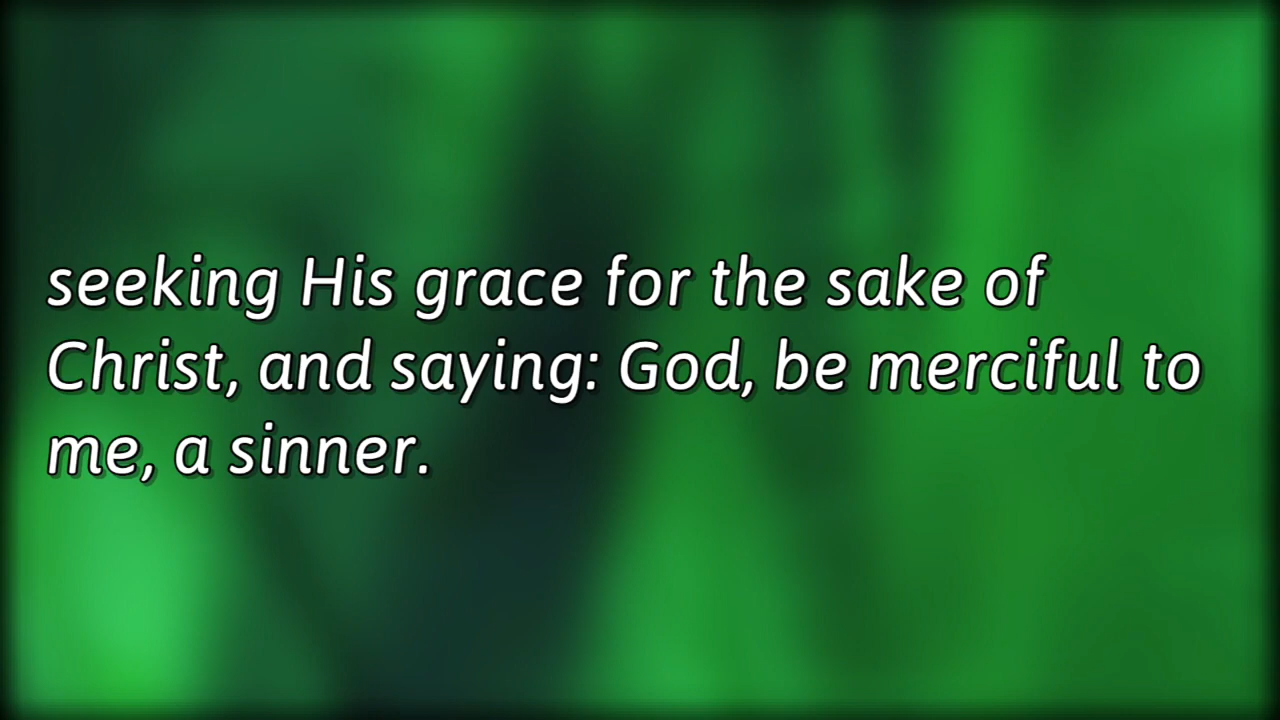 seeking His grace for the sake of
Christ, and saying: God, be merciful to
me, a sinner.